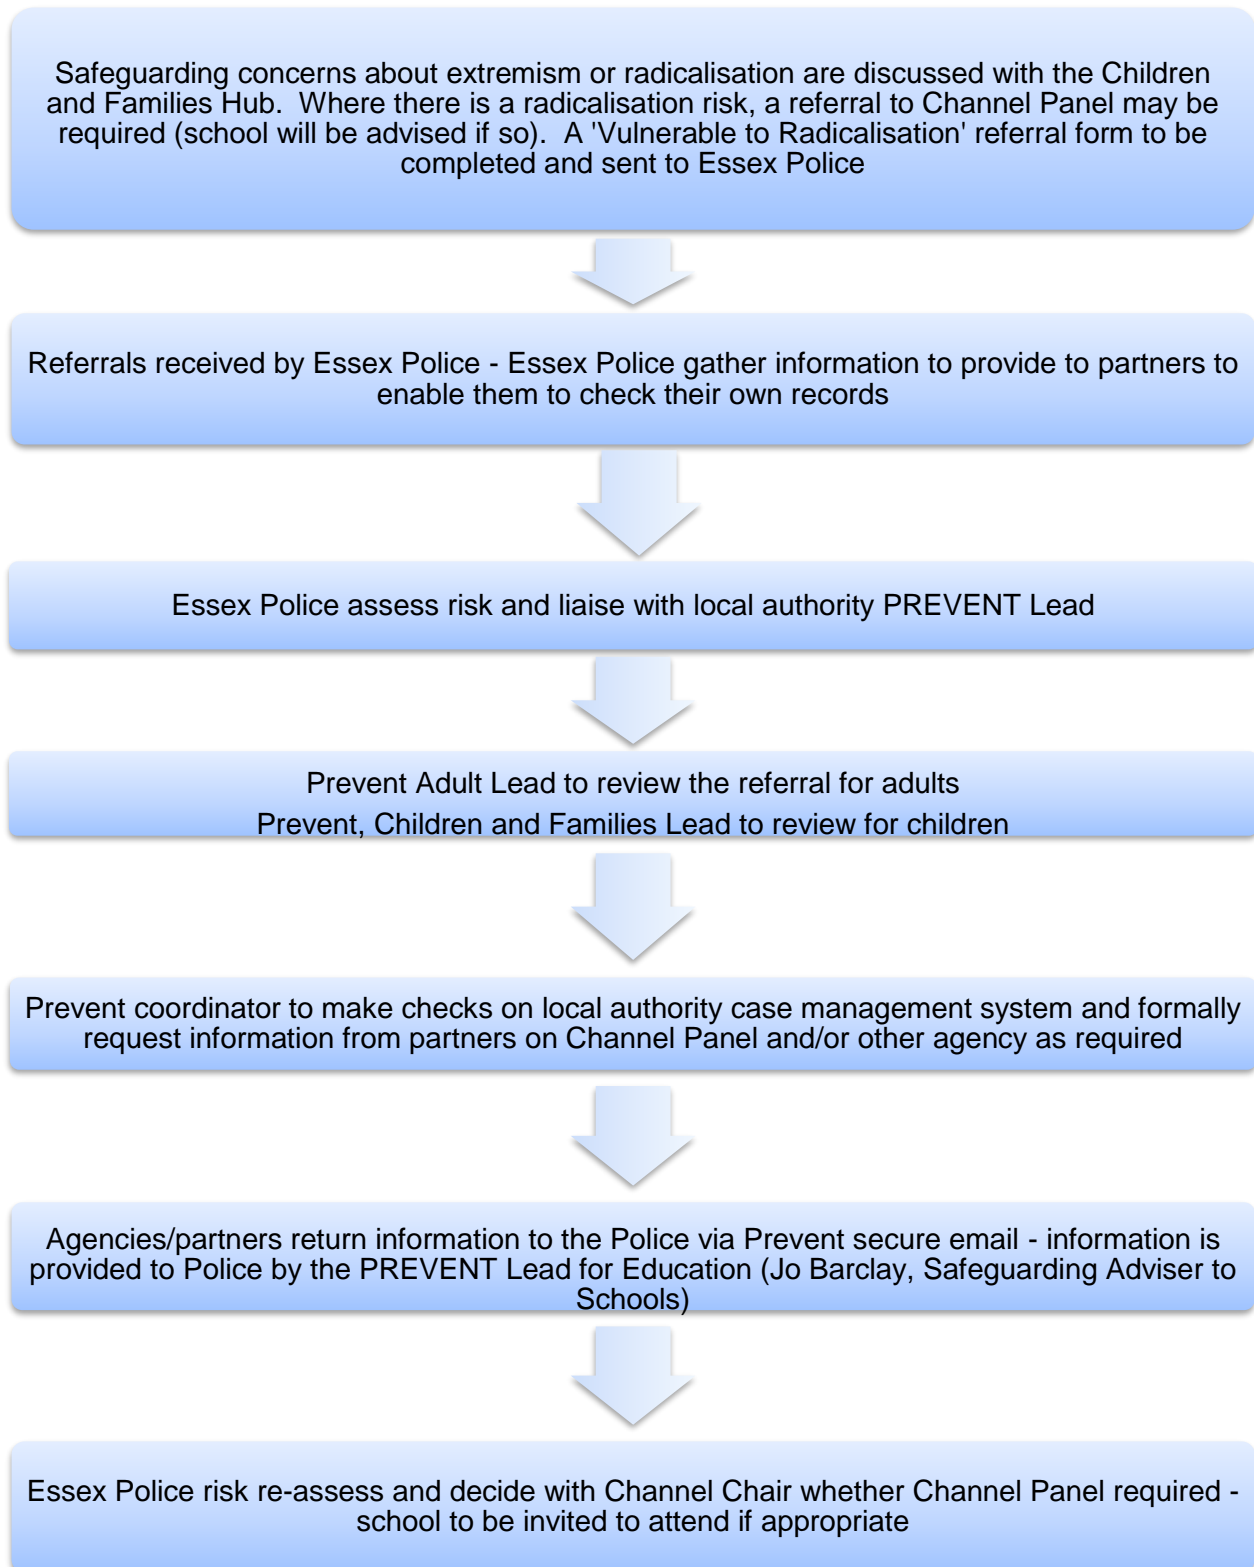 Safeguarding concerns about extremism or radicalisation are discussed with the Children
and Families Hub.  Where there is a radicalisation risk, a referral to Channel Panel may be
required (school will be advised if so).  A 'Vulnerable to Radicalisation' referral form to be
completed and sent to Essex Police
Referrals received by Essex Police - Essex Police gather information to provide to partners to
enable them to check their own records
Essex Police assess risk and liaise with local authority PREVENT Lead
Prevent Adult Lead to review the referral for adults
Prevent, Children and Families Lead to review for children
Prevent coordinator to make checks on local authority case management system and formally
request information from partners on Channel Panel and/or other agency as required
Agencies/partners return information to the Police via Prevent secure email - information is
provided to Police by the PREVENT Lead for Education (Jo Barclay, Safeguarding Adviser to
Schools)
Essex Police risk re-assess and decide with Channel Chair whether Channel Panel required -
school to be invited to attend if appropriate